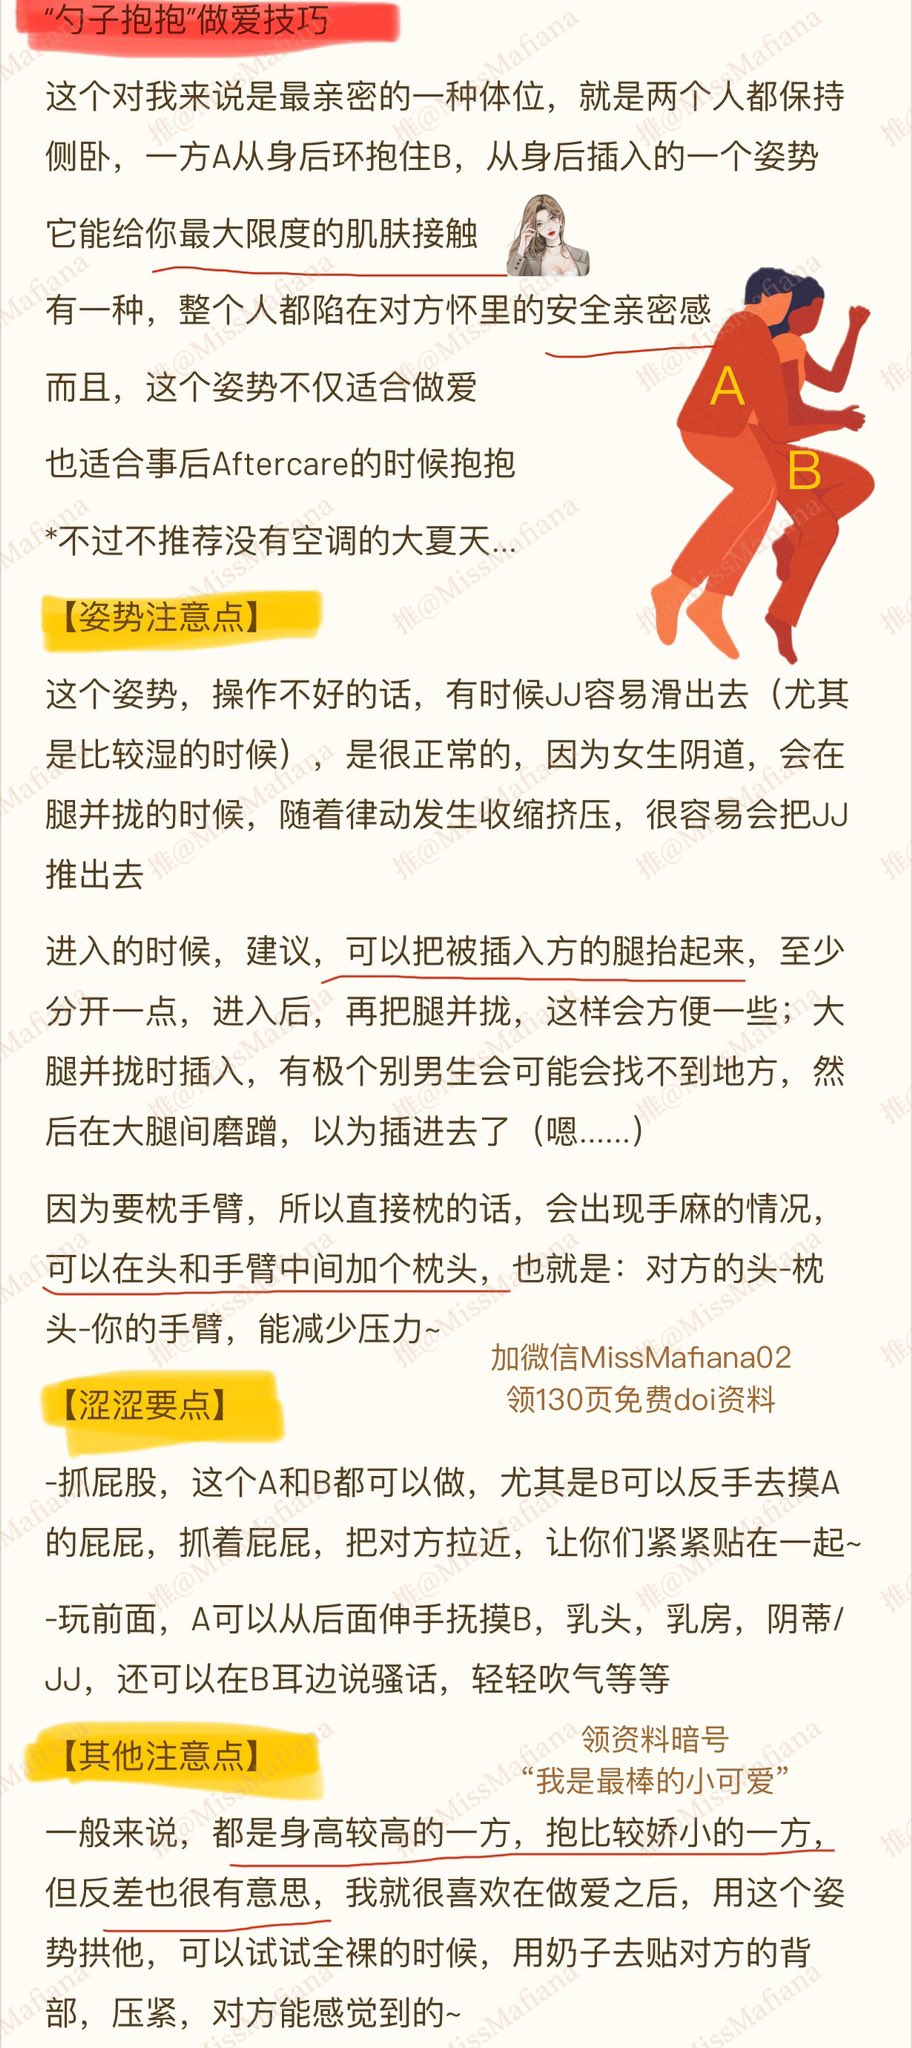 “勺子抱抱”做爱技巧
这个对我来说是最亲密的一种体位，就是两个人都保持
侧卧，一方A从身后环抱住B，从身后插入的一个姿势
它能给你最大限度的肌肤接触
有一种，整个人都陷在对方怀里的安全亲密感
而且，这个姿势不仅适合做爱
也适合事后Aftercare的时候抱抱
*不过不推荐没有空调的大夏天...
A
B
【姿势注意点】
这个姿势，操作不好的话，有时候JJ容易滑出去（尤其
是比较湿的时候），是很正常的，因为女生阴道，会在
腿并拢的时候，随着律动发生收缩挤压，很容易会把JJ
推出去
进入的时候，建议，可以把被插入方的腿抬起来，至少
分开一点，进入后，再把腿并拢，这样会方便一些；大
腿并拢时插入，有极个别男生会可能会找不到地方，然
后在大腿间磨蹭，以为插进去了（嗯......）
因为要枕手臂，所以直接枕的话，会出现手麻的情况，
可以在头和手臂中间加个枕头，也就是：对方的头-枕
头-你的手臂，能减少压力~
加微信MissMafiana02
领130页免费doi资料
【涩涩要点】
-抓屁股，这个A和B都可以做，尤其是B可以反手去摸A
的屁屁，抓着屁屁，把对方拉近，让你们紧紧贴在一起~
-玩前面，A可以从后面伸手抚摸B，乳头，乳房，阴蒂/
JJ，还可以在B耳边说骚话，轻轻吹气等等
领资料暗号
“我是最棒的小可爱”
【其他注意点】
一般来说，都是身高较高的一方，抱比较娇小的一方，
但反差也很有意思，我就很喜欢在做爱之后，用这个姿
势拱他，可以试试全裸的时候，用奶子去贴对方的背
部，压紧，对方能感觉到的~
推@MissMafiana